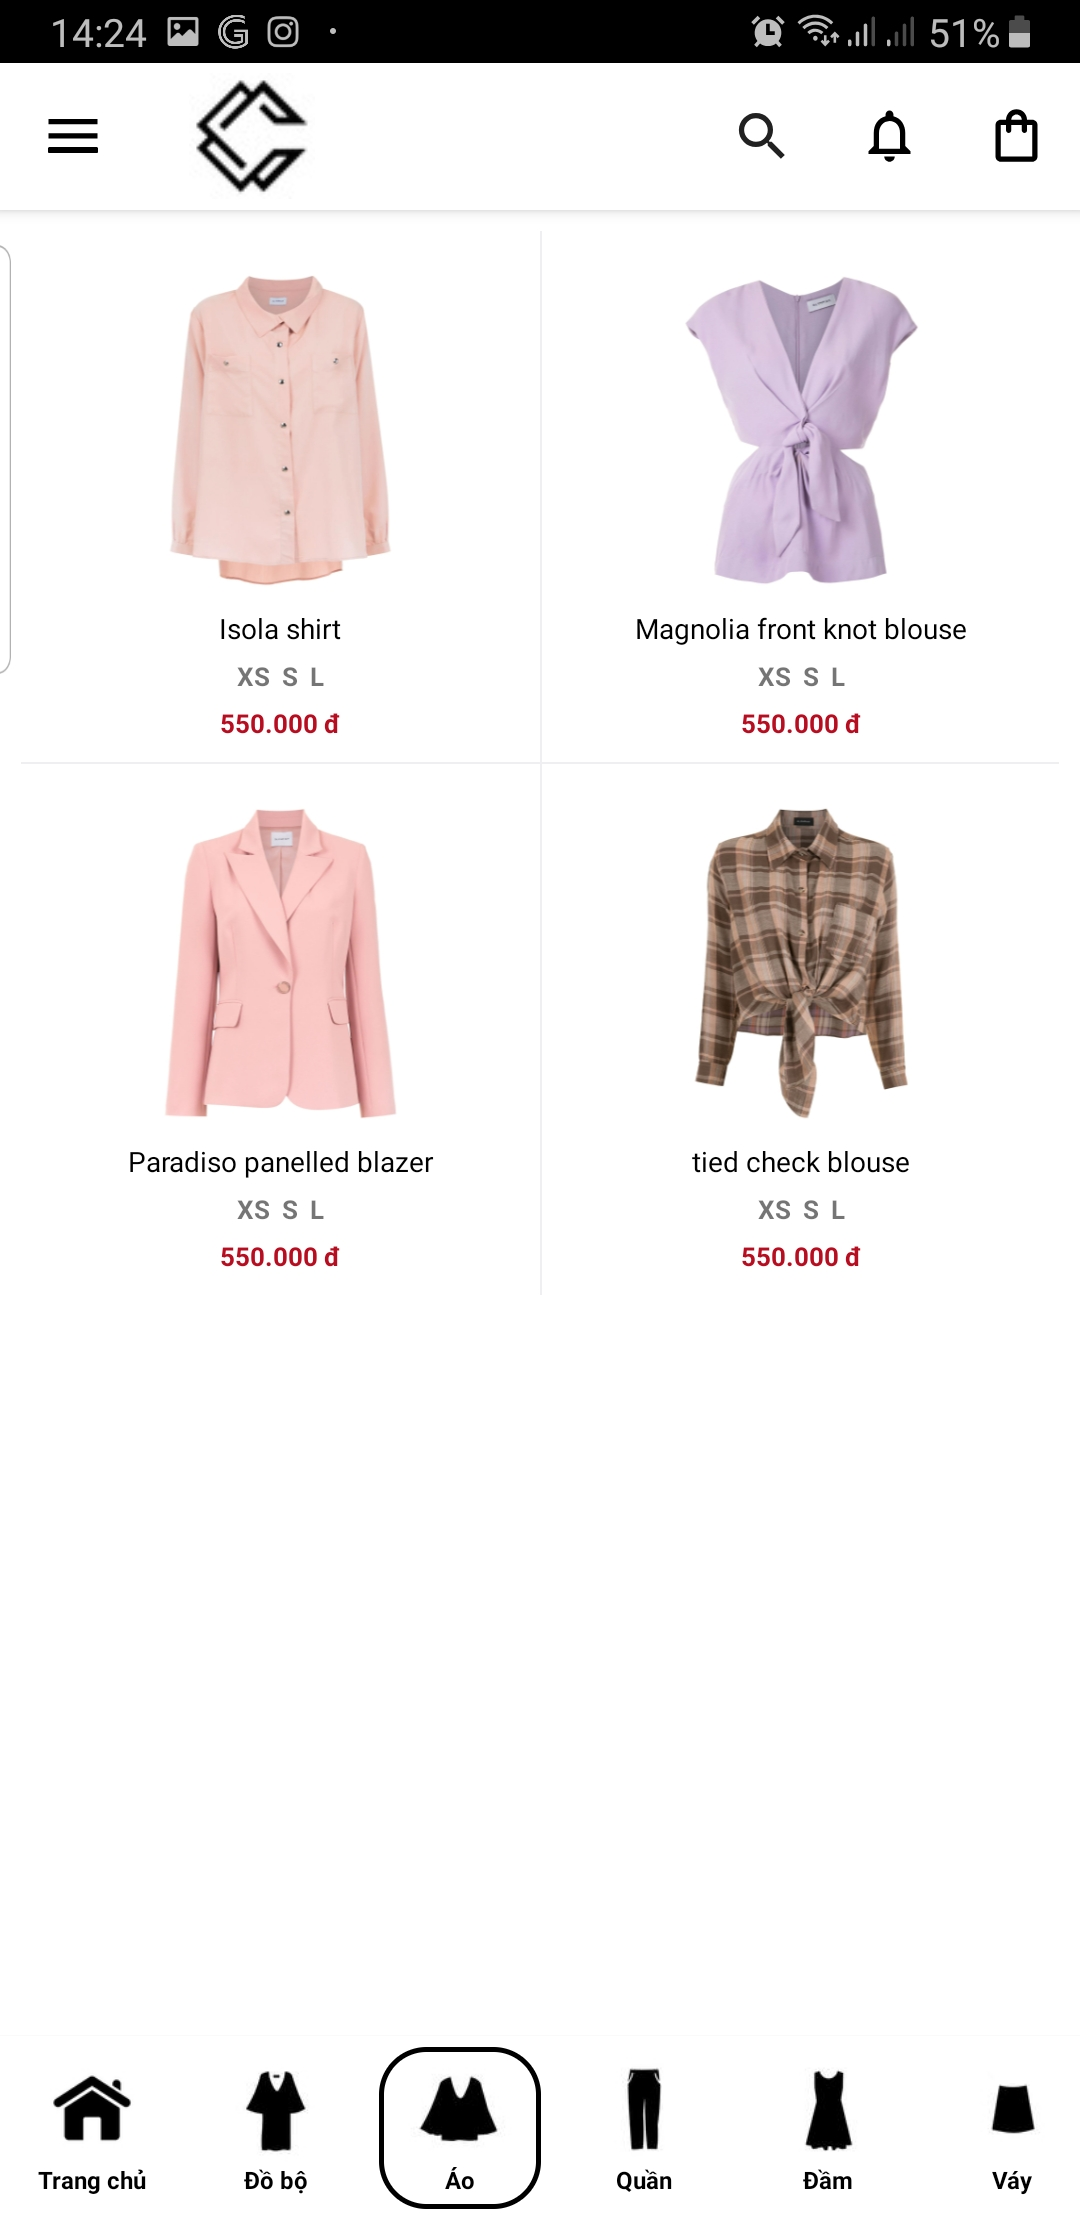 14:24
51%
Isola shirt
XS S L
550.000 đ
Magnolia front knot blouse
XS S L
550.000 đ
Paradiso panelled blazer
XS S L
550.000 đ
tied check blouse
XS S L
550.000 đ
Trang chủ
Đồ bộ
Áo
Quần
Đầm
Váy